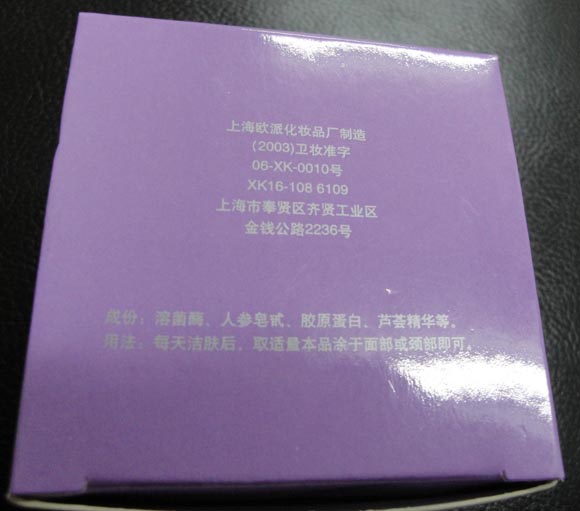 上海欧派化妆品厂制造
(2003)卫妆准字
06-XK-0010号
XK16-108 6109
上海市奉贤区齐贤工业区
金钱公路2236号
成份：溶菌酶、人参皂甙、胶原蛋白、芦荟精华等。
用法：每天洁肤后，取适量本品涂于面部或颈部即可。